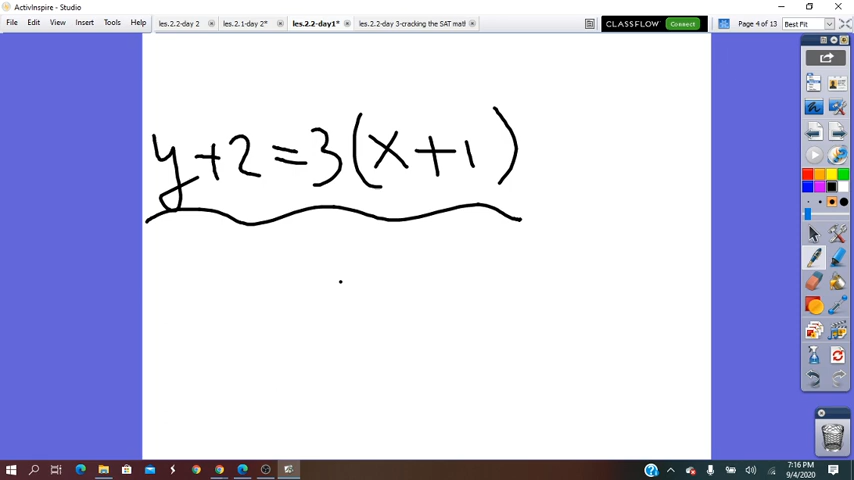 ActivInspire - Studio
File Edit View Insert Tools Help
les.2.2-day 2
les.2.1-day 2*
les.2.2-day1*
les.2.2-day 3-cracking the SAT matl
CLASSFLOW Connect
Page 4 of 13
Best Fit
y+2=3(x+1)
7:16 PM
9/4/2020